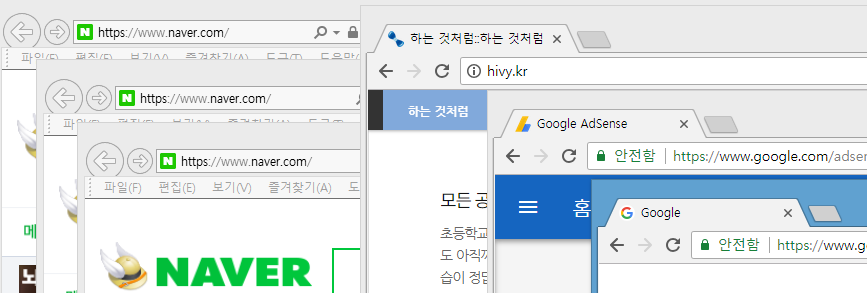 https://www.naver.com/
파일(F) 편집(E) 보기(V) 즐겨찾기(A) 도구(T) 도움말(
https://www.naver.com/
파일(F) 편집(E) 보기(V) 즐겨찾기(A) 도구(T)
https://www.naver.com/
파일(F) 편집(E) 보기(V) 즐겨찾기(A) 도
NAVER
메
하는 것처럼::하는 것처럼
hivy.kr
하는 것처럼
모든 공
초등학교
도 아직까
습이 정답
Google AdSense
안전함 https://www.google.com/adsen
홈
Google
안전함 https://www.g